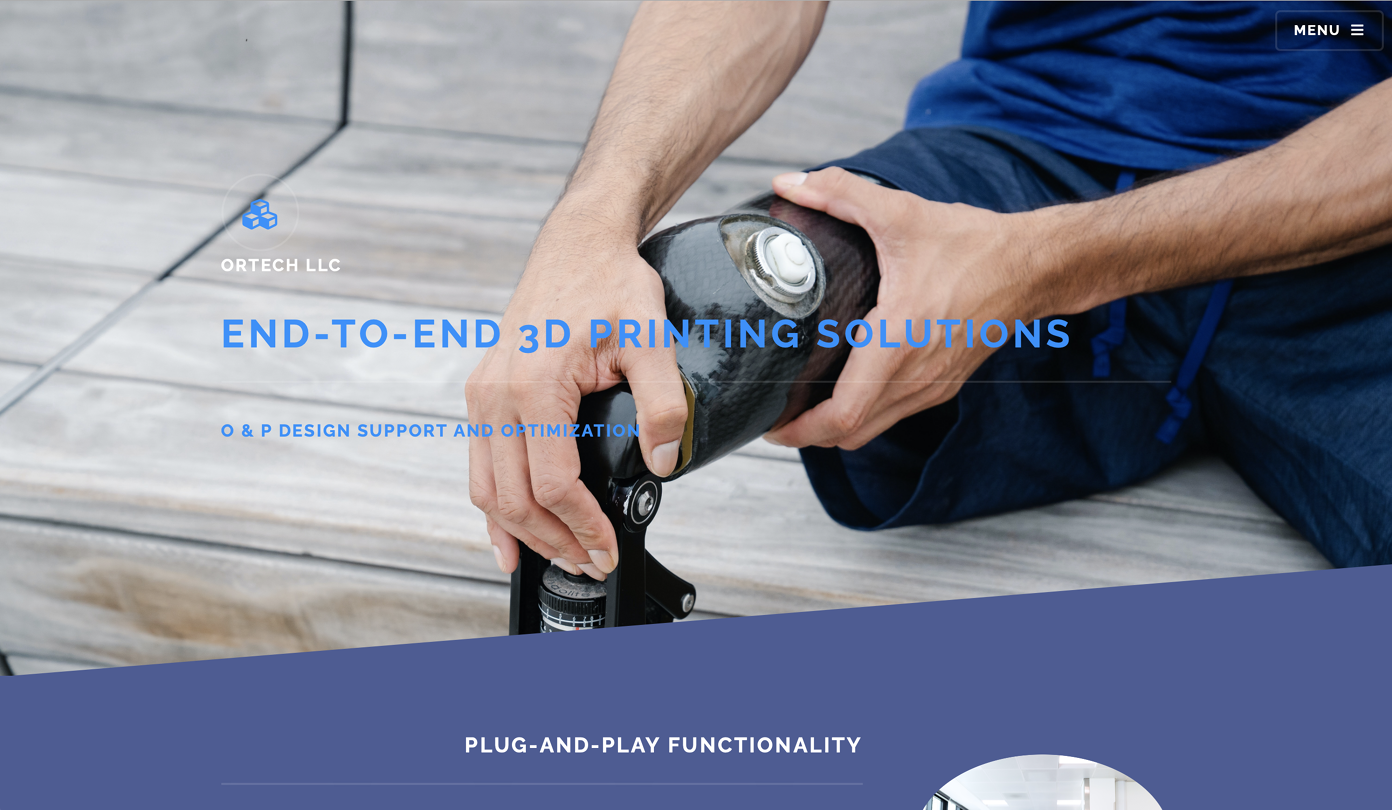 MENU
ORTECH LLC
END-TO-END 3D PRINTING SOLUTIONS
O & P DESIGN SUPPORT AND OPTIMIZATION
PLUG-AND-PLAY FUNCTIONALITY